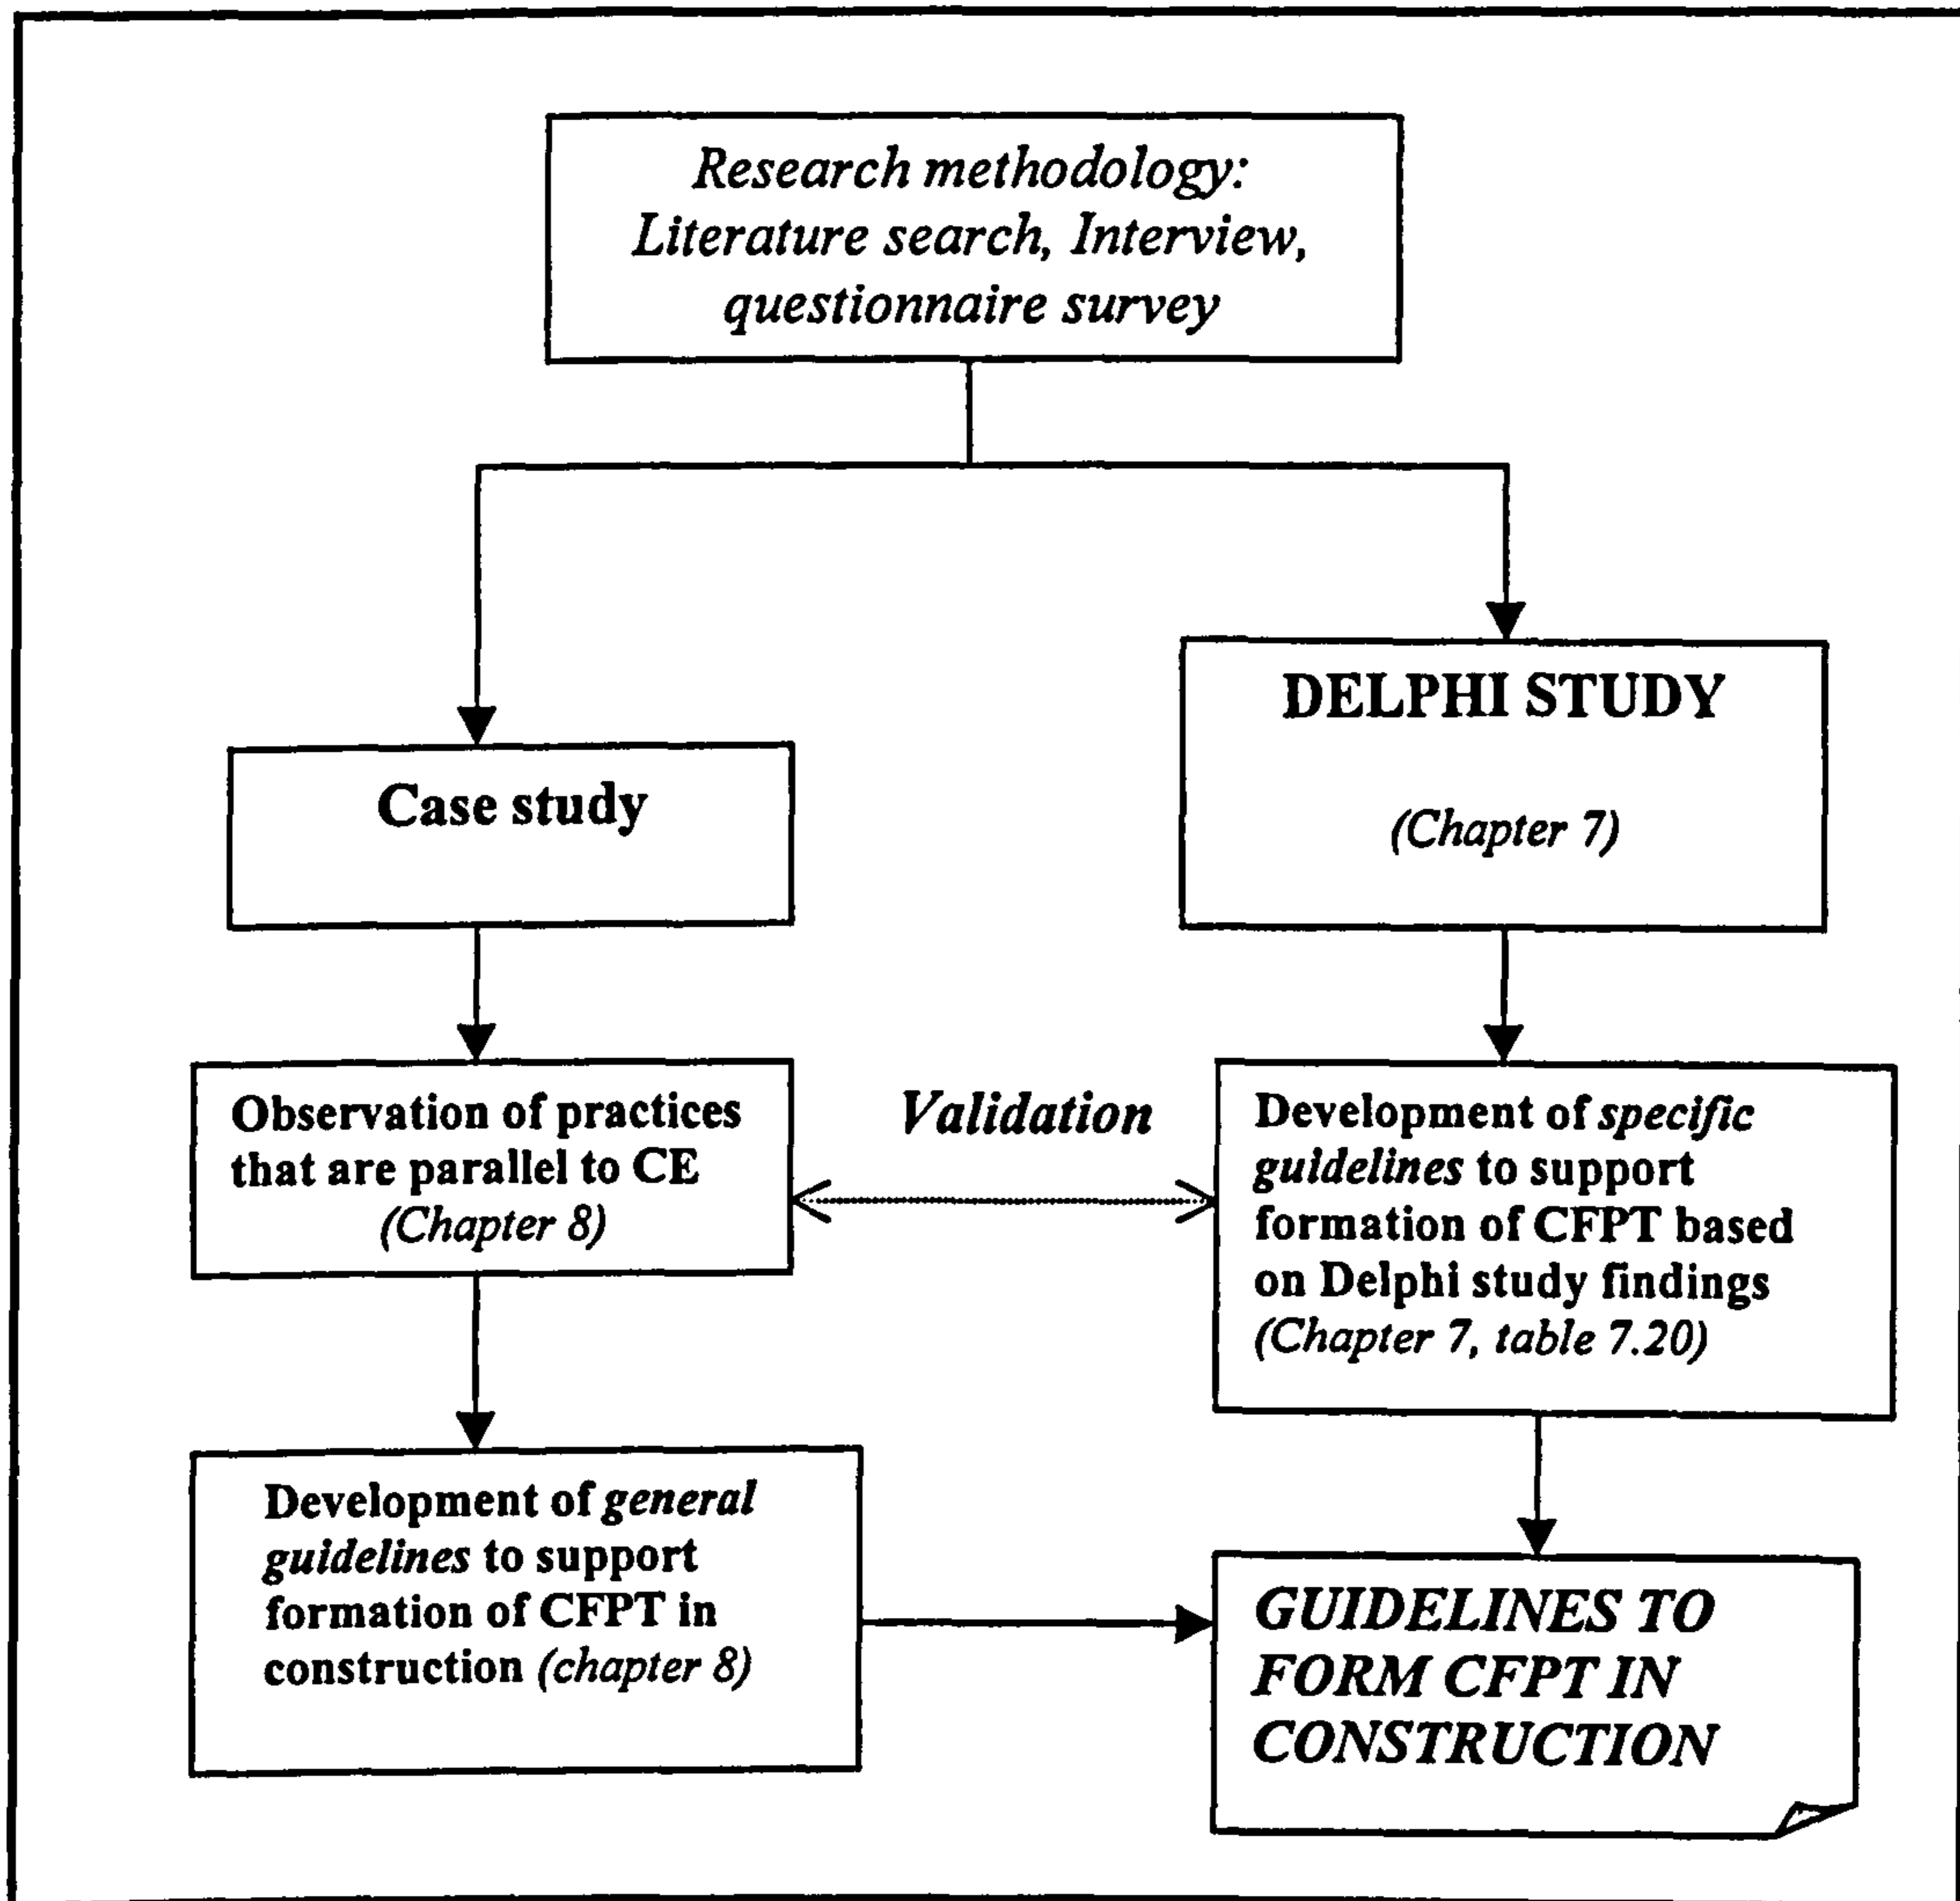 Research methodology:
Literature search, Interview,
questionnaire survey
DELPHI STUDY
(Chapter 7)
Case study
Observation of practices
that are parallel to CE
(Chapter 8)
Validation
Development of specific
guidelines to support
formation of CFPT based
on Delphi study findings
(Chapter 7, table 7.20)
Development of general
guidelines to support
formation of CFPT in
construction (chapter 8)
GUIDELINES TO
FORM CFPT IN
CONSTRUCTION